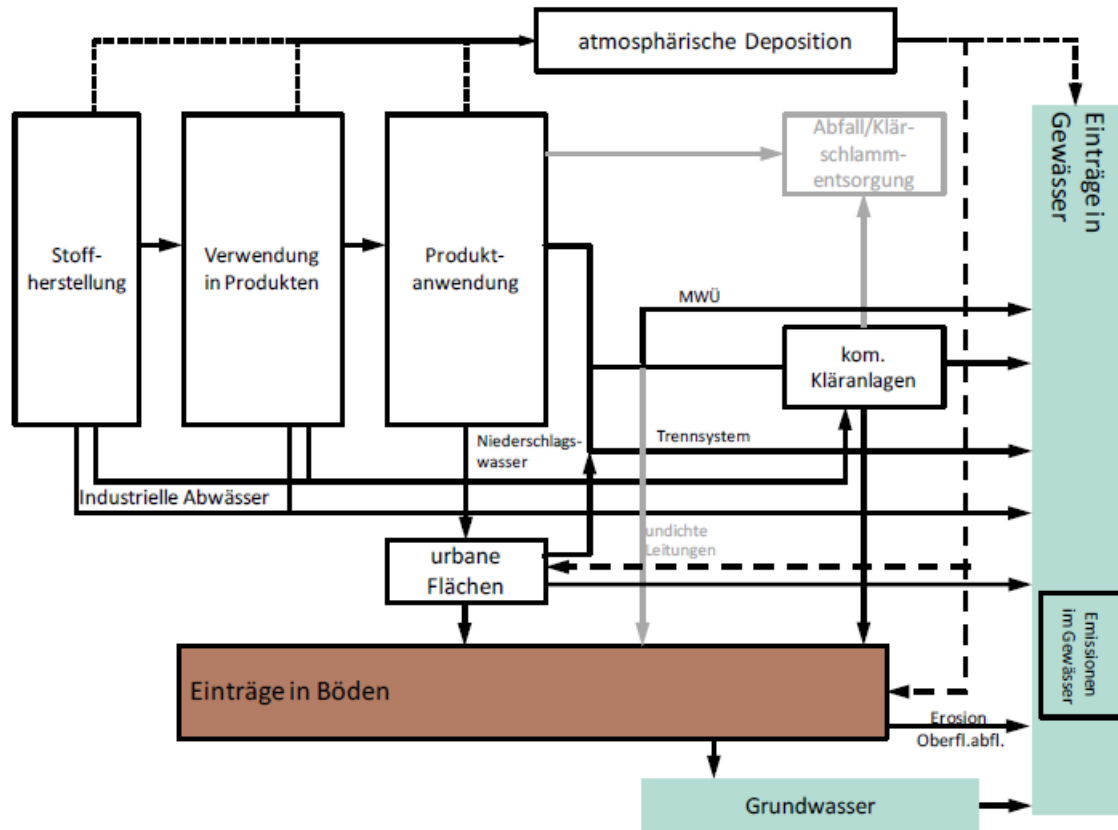 atmosphärische Deposition
Einträge in
Gewässer
Abfall/Klär-
schlamm-
entsorgung
Stoff-
herstellung
Verwendung
in Produkten
Produkt-
anwendung
MWÜ
kom.
Kläranlagen
Niederschlags-
wasser
Trennsystem
Industrielle Abwässer
undichte
Leitungen
urbane
Flächen
Emissionen
im Gewässer
Einträge in Böden
Erosion
Oberfl.abfl.
Grundwasser